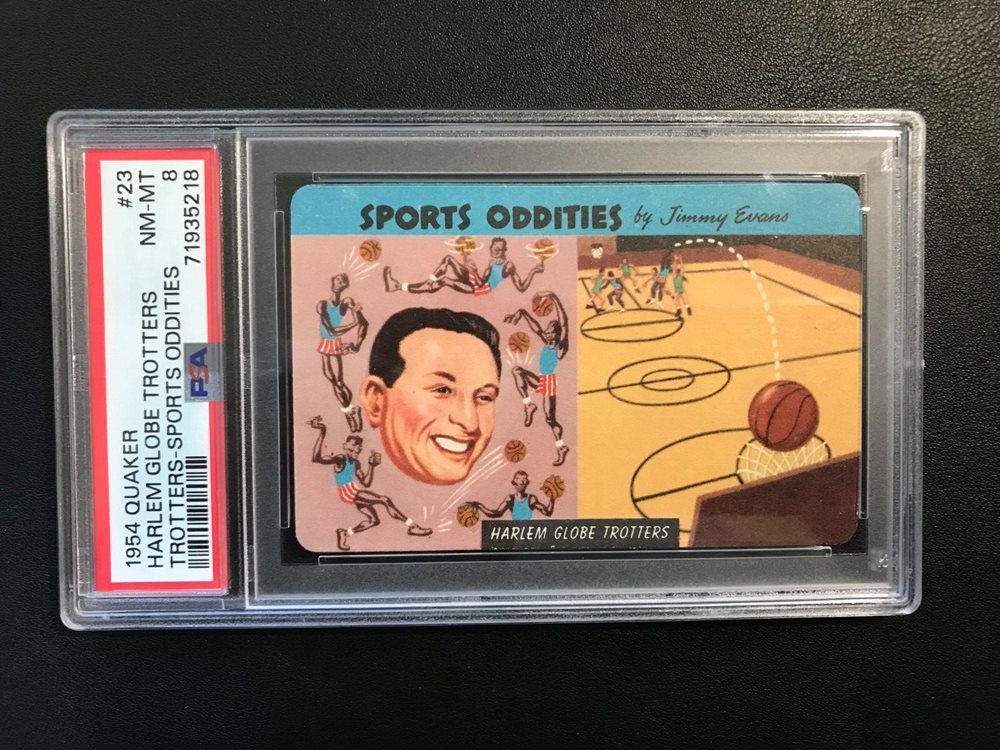 1954 QUAKER
HARLEM GLOBE TROTTERS
TROTTERS-SPORTS ODDITIES
#23
NM-MT
8
71935218
PSA
SPORTS ODDITIES by Jimmy Evans
HARLEM GLOBE TROTTERS